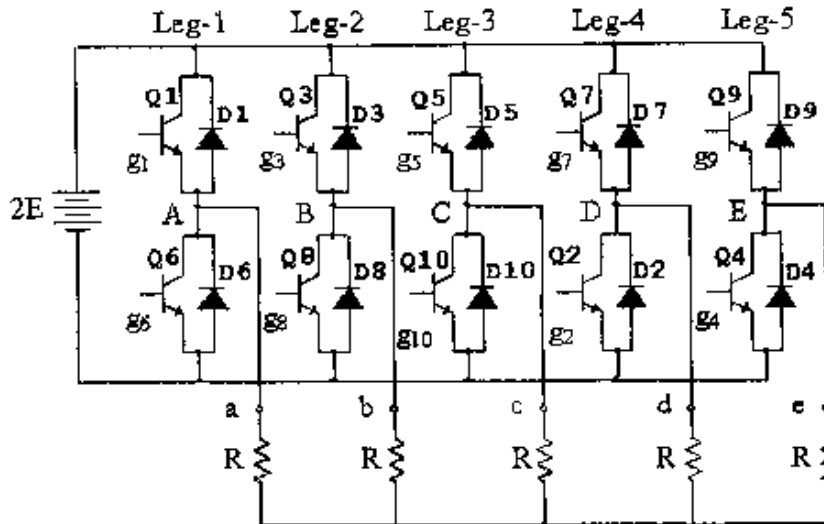 Leg-1 Leg-2 Leg-3 Leg-4 Leg-5
Q1 D1 Q3 D3 Q5 D5 Q7 D7 Q9 D9
g1 g3 g5 g7 g9
2E A B C D E
Q6 D6 Q8 D8 Q10 D10 Q2 D2 Q4 D4
g6 g8 g10 g2 g4
a b c d e
R R R R R